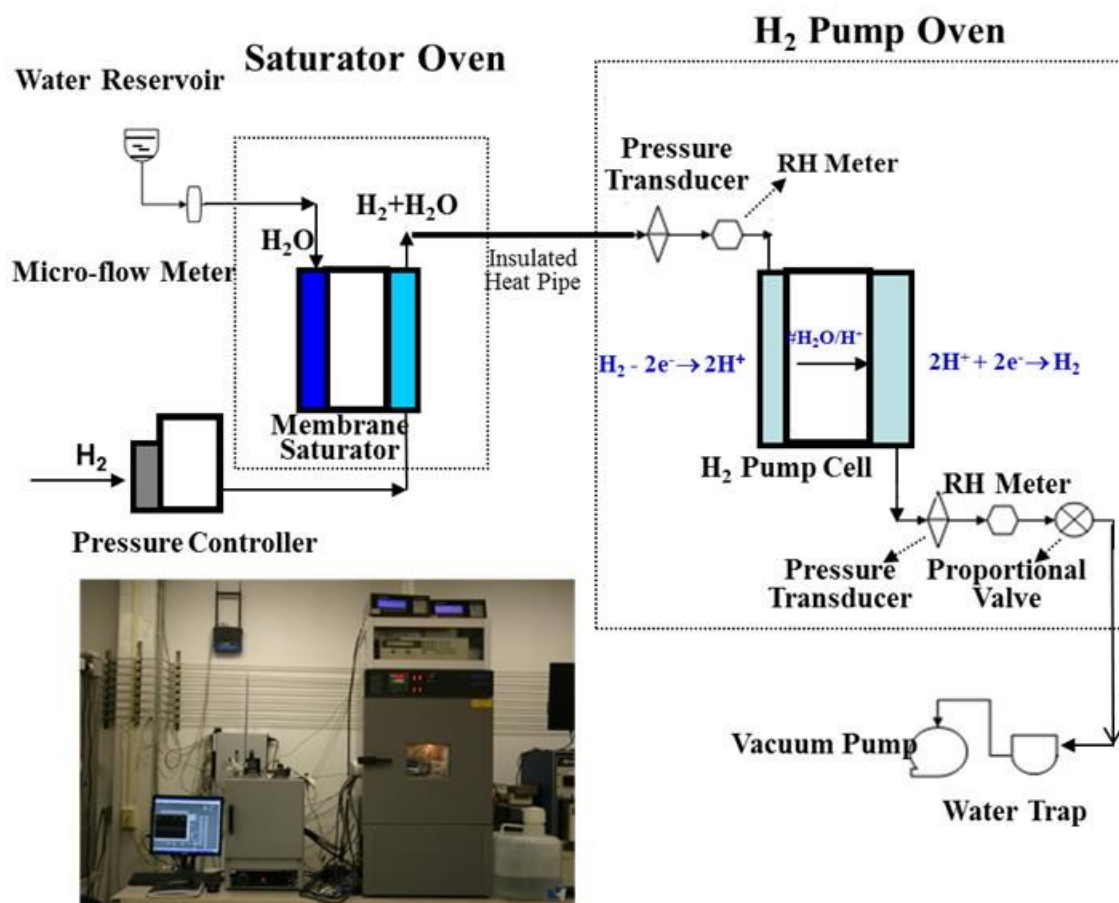 H₂ Pump Oven
Saturator Oven
Water Reservoir
Pressure
Transducer
RH Meter
H₂+H₂O
H₂O
Micro-flow Meter
Insulated
Heat Pipe
#H₂O/H⁺
H₂ - 2e⁻→2H⁺
2H⁺ + 2e⁻→H₂
Membrane
Saturator
H₂
H₂ Pump Cell
RH Meter
Pressure Controller
Pressure
Transducer
Proportional
Valve
Vacuum Pump
Water Trap